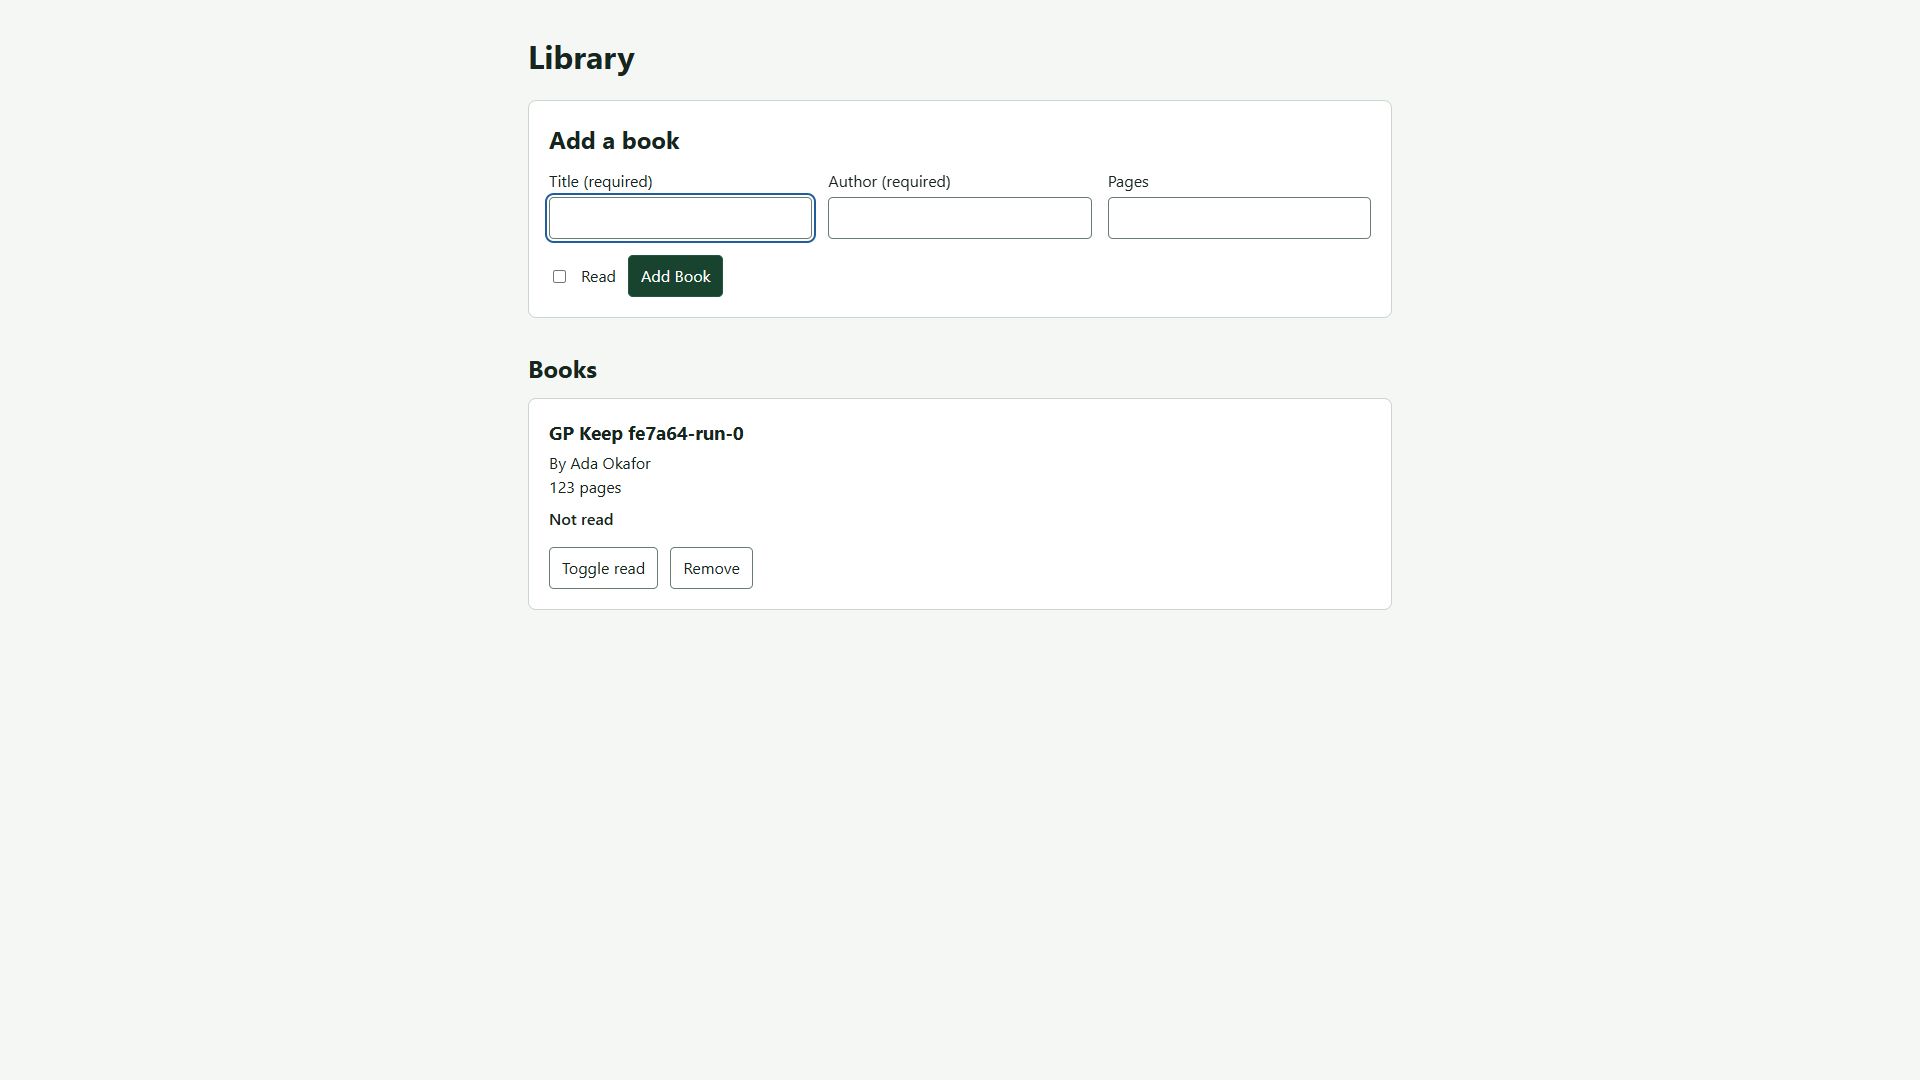 Library
Add a book
Title (required)
Author (required)
Pages
Read
Add Book
Books
GP Keep fe7a64-run-0
By Ada Okafor
123 pages
Not read
Toggle read
Remove